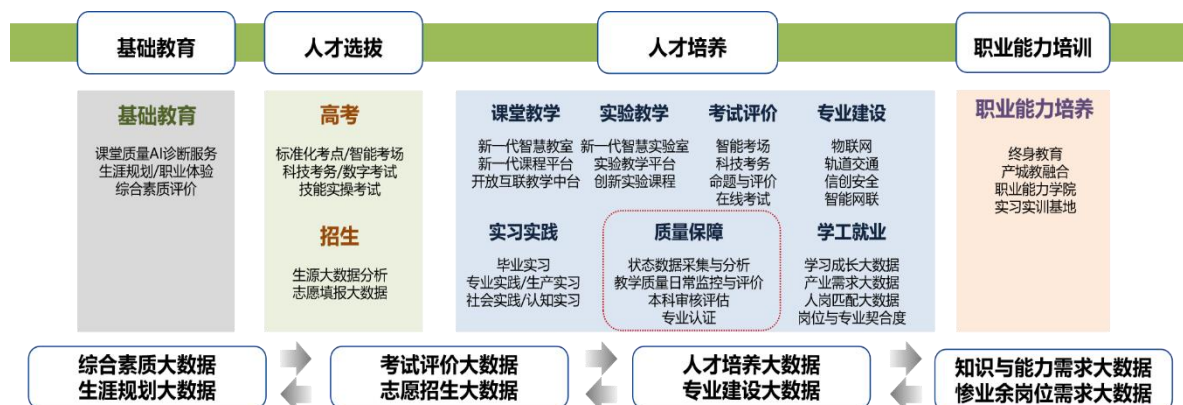 基础教育
人才选拔
人才培养
职业能力培训
基础教育
课堂质量AI诊断服务
生涯规划/职业体验
综合素质评价
高考
标准化考点/智能考场
科技考务/数字考试
技能实操考试
招生
生源大数据分析
志愿填报大数据
课堂教学
新一代智慧教室
新一代课程平台
开放互联教学中台
实验教学
新一代智慧实验室
实验教学平台
创新实验课程
考试评价
智能考场
科技考务
命题与评价
在线考试
专业建设
物联网
轨道交通
信创安全
智能网联
实习实践
毕业实习
专业实践/生产实习
社会实践/认知实习
质量保障
状态数据采集与分析
教学质量日常监控与评价
本科审核评估
专业认证
学工就业
学习成长大数据
产业需求大数据
人岗匹配大数据
岗位与专业契合度
职业能力培养
终身教育
产城教融合
职业能力学院
实习实训基地
综合素质大数据
生涯规划大数据
考试评价大数据
志愿招生大数据
人才培养大数据
专业建设大数据
知识与能力需求大数据
惨业余岗位需求大数据